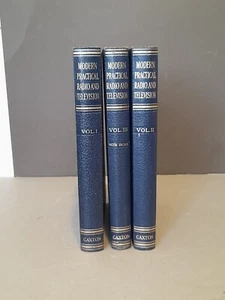 MODERN
PRACTICAL
RADIO AND
TELEVISION
VOL. I
CAXTON
MODERN
PRACTICAL
RADIO AND
TELEVISION
VOL. III
CAXTON
MODERN
PRACTICAL
RADIO AND
TELEVISION
VOL. II
CAXTON